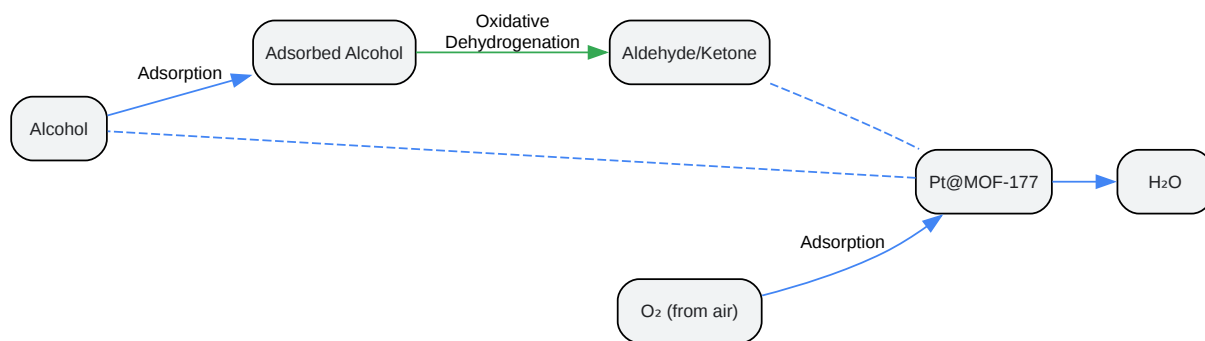 Oxidative
Dehydrogenation
Adsorbed Alcohol
Aldehyde/Ketone
Adsorption
Alcohol
Pt@MOF-177
H₂O
Adsorption
O₂ (from air)